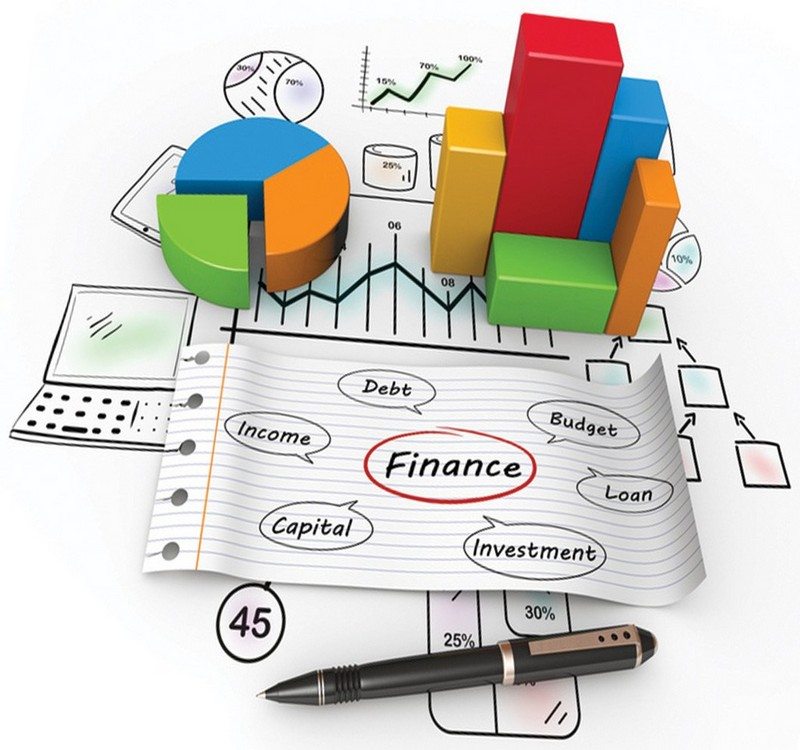 30%
70%
15%
70%
100%
25%
06
08
10%
Debt
Budget
Income
Finance
Loan
Capital
Investment
45
30%
25%